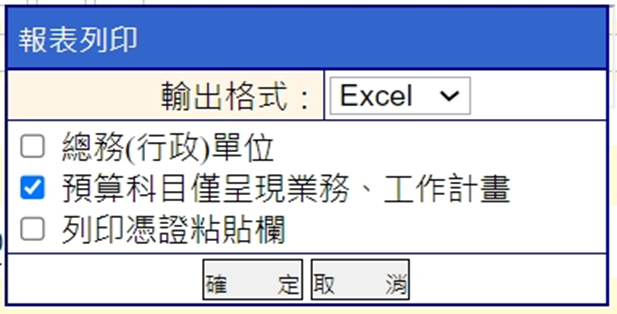 報表列印
輸出格式： Excel
總務(行政)單位
預算科目僅呈現業務、工作計畫
列印憑證粘貼欄
確　定 取　消